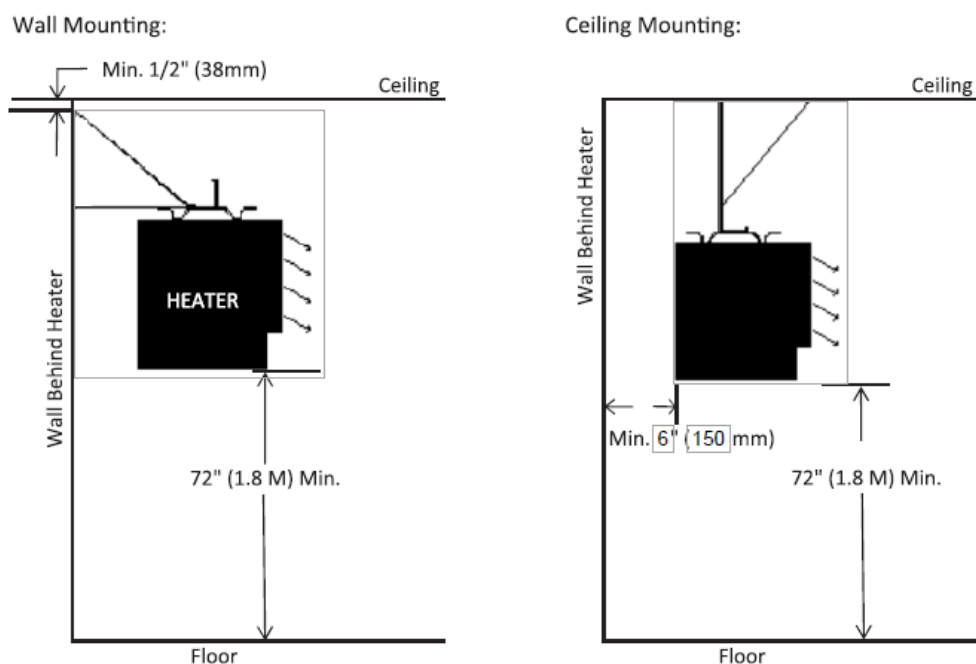 Wall Mounting:
Min. 1/2" (38mm)
Ceiling
Wall Behind Heater
HEATER
72" (1.8 M) Min.
Floor
Ceiling Mounting:
Ceiling
Wall Behind Heater
Min. 6" (150 mm)
72" (1.8 M) Min.
Floor